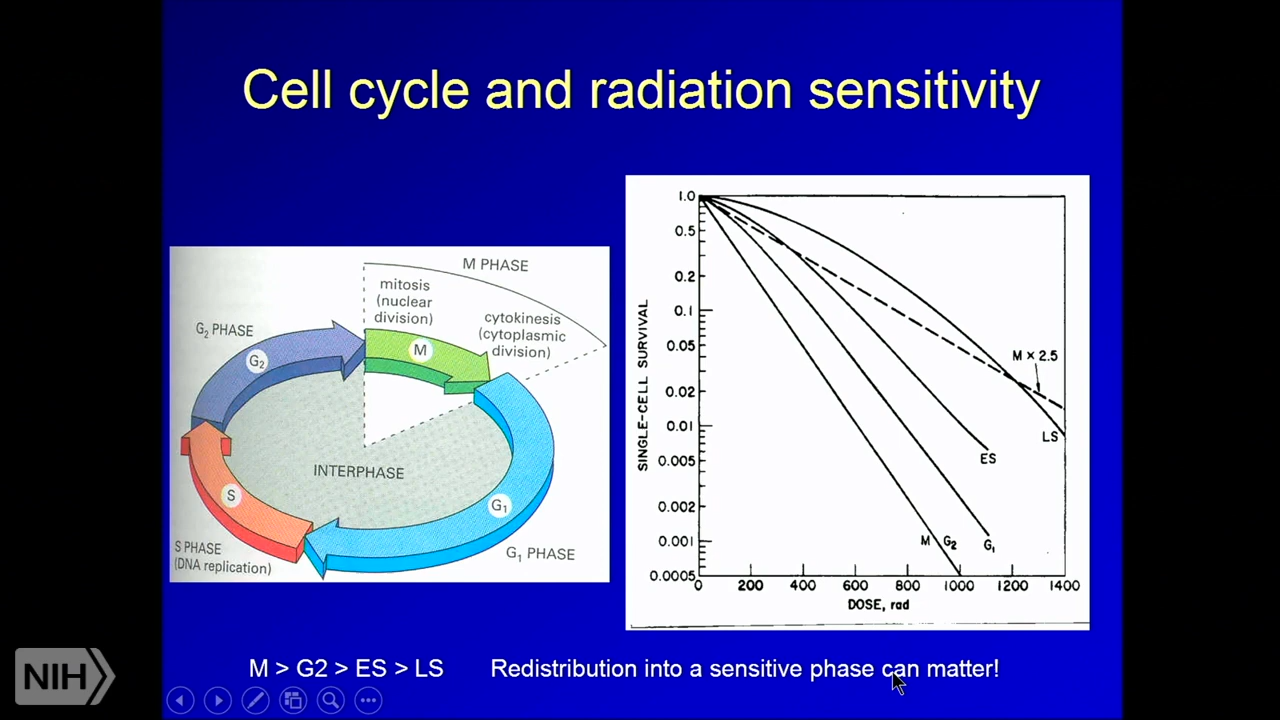 Cell cycle and radiation sensitivity
M PHASE
mitosis
(nuclear
division)
cytokinesis
(cytoplasmic
division)
G₂ PHASE
G₂
M
INTERPHASE
S
G₁
S PHASE
(DNA replication)
G₁ PHASE
SINGLE-CELL SURVIVAL
1.0
0.5
0.2
0.1
0.05
0.02
0.01
0.005
0.002
0.001
0.0005
M × 2.5
LS
ES
M G₂
G₁
0 200 400 600 800 1000 1200 1400
DOSE, rad
M > G2 > ES > LS
Redistribution into a sensitive phase can matter!
NIH